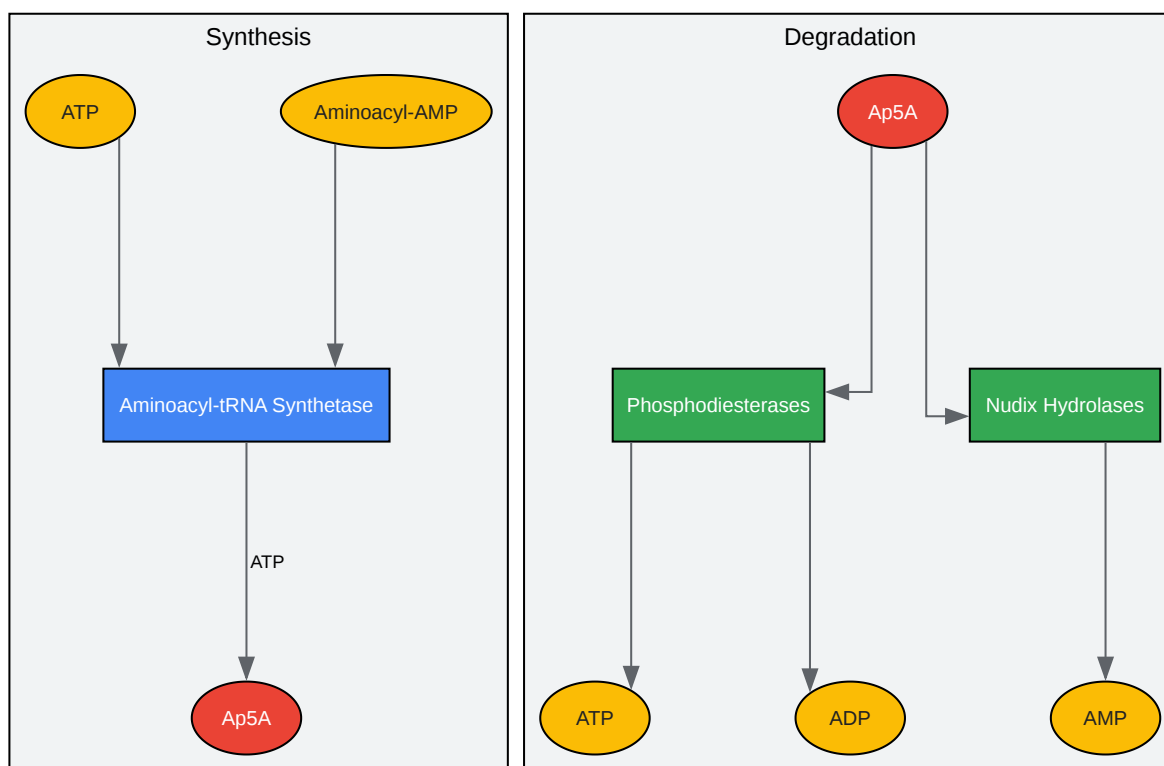 Synthesis
ATP
Aminoacyl-AMP
Aminoacyl-tRNA Synthetase
ATP
Ap5A
Degradation
Ap5A
Phosphodiesterases
Nudix Hydrolases
ATP
ADP
AMP